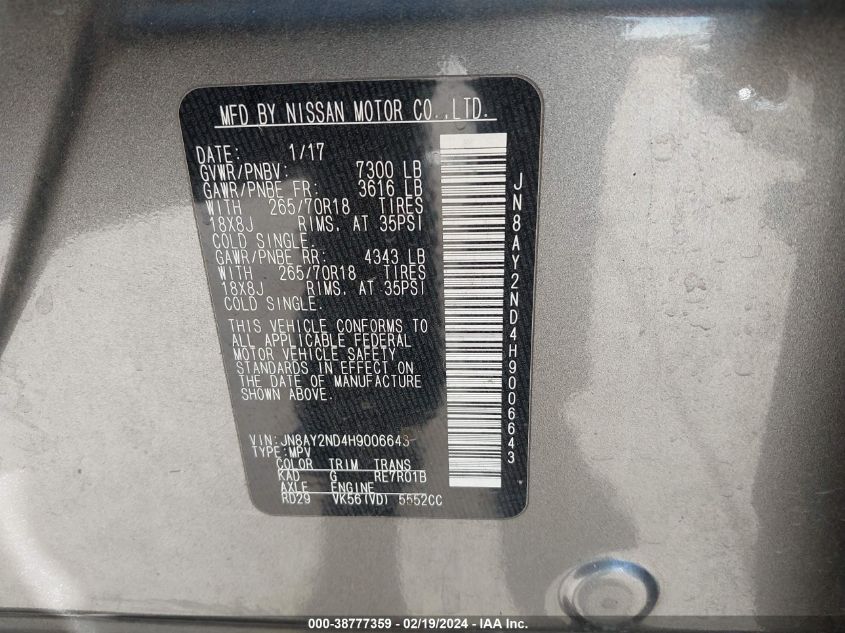 MFD BY NISSAN MOTOR CO.,LTD.
DATE: 1/17
GVWR/PNBV: 7300 LB
GAWR/PNBE FR: 3616 LB
WITH 265/70R18 TIRES
18X8J RIMS, AT 35PSI
COLD SINGLE.
GAWR/PNBE RR: 4343 LB
WITH 265/70R18 TIRES
18X8J RIMS, AT 35PSI
COLD SINGLE.
THIS VEHICLE CONFORMS TO
ALL APPLICABLE FEDERAL
MOTOR VEHICLE SAFETY
STANDARDS IN EFFECT ON
THE DATE OF MANUFACTURE
SHOWN ABOVE.
VIN:JN8AY2ND4H9006643
TYPE:MPV
COLOR TRIM TRANS
KAD G RE7R01B
AXLE ENGINE
RD29 VK56(VD) 5552CC
JN8AY2ND4H9006643
000-38777359 - 02/19/2024 - IAA Inc.